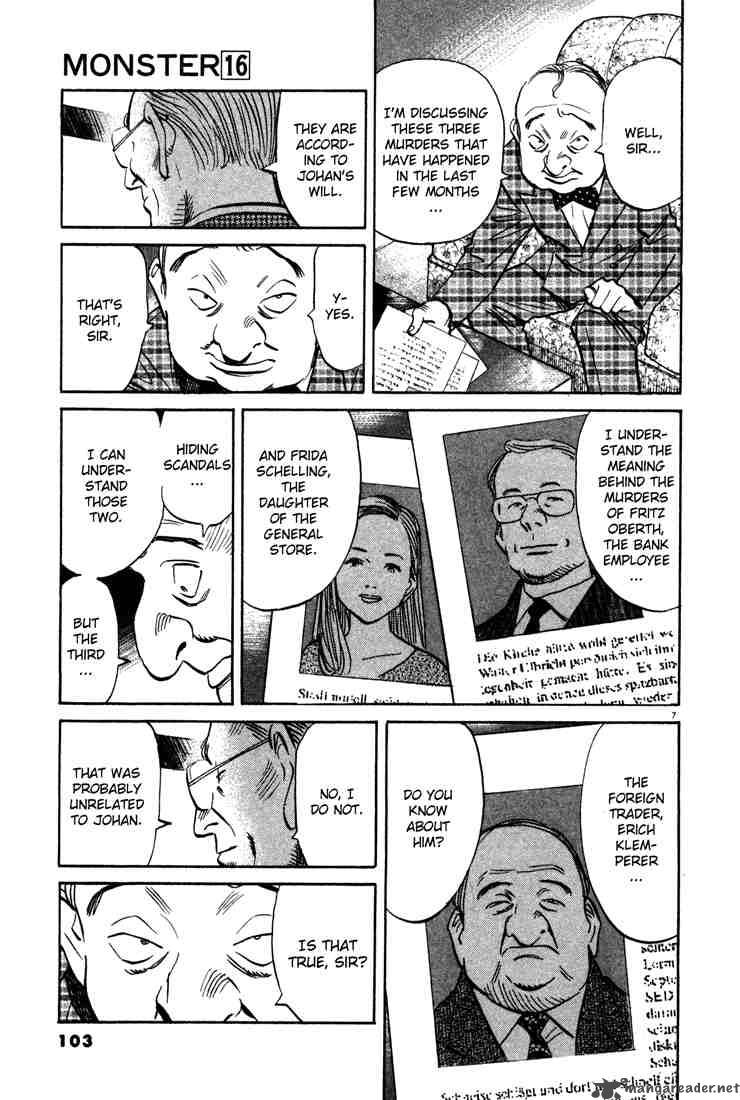 MONSTER 16
WELL,
SIR...
I'M DISCUSSING
THESE THREE
MURDERS THAT
HAVE HAPPENED
IN THE LAST
FEW MONTHS
...
THEY ARE
ACCORD-
ING TO
JOHAN'S
WILL.
Y-
YES.
THAT'S
RIGHT,
SIR.
I UNDER-
STAND THE
MEANING
BEHIND THE
MURDERS
OF FRITZ
OBERTH,
THE BANK
EMPLOYEE
...
AND FRIDA
SCHELLING,
THE
DAUGHTER
OF THE
GENERAL
STORE.
HIDING
SCANDALS
...
I CAN
UNDER-
STAND
THOSE
TWO.
BUT
THE
THIRD
...
7
THE
FOREIGN
TRADER,
ERICH
KLEM-
PERER
...
DO YOU
KNOW
ABOUT
HIM?
NO, I
DO NOT.
THAT WAS
PROBABLY
UNRELATED
TO JOHAN.
IS THAT
TRUE, SIR?
103
mangareader.net